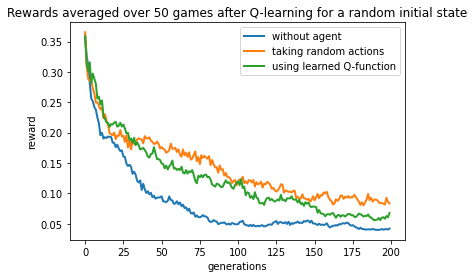 Rewards averaged over 50 games after Q-learning for a random initial state
without agent
taking random actions
using learned Q-function
reward
0.35
0.30
0.25
0.20
0.15
0.10
0.05
0 25 50 75 100 125 150 175 200
generations